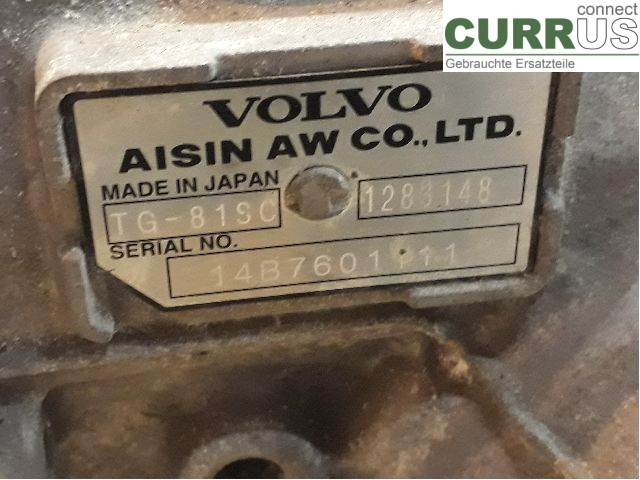 connect
CURRUS
Gebrauchte Ersatzteile
VOLVO
AISIN AW CO., LTD.
MADE IN JAPAN
TG-81SC 1283148
SERIAL NO.